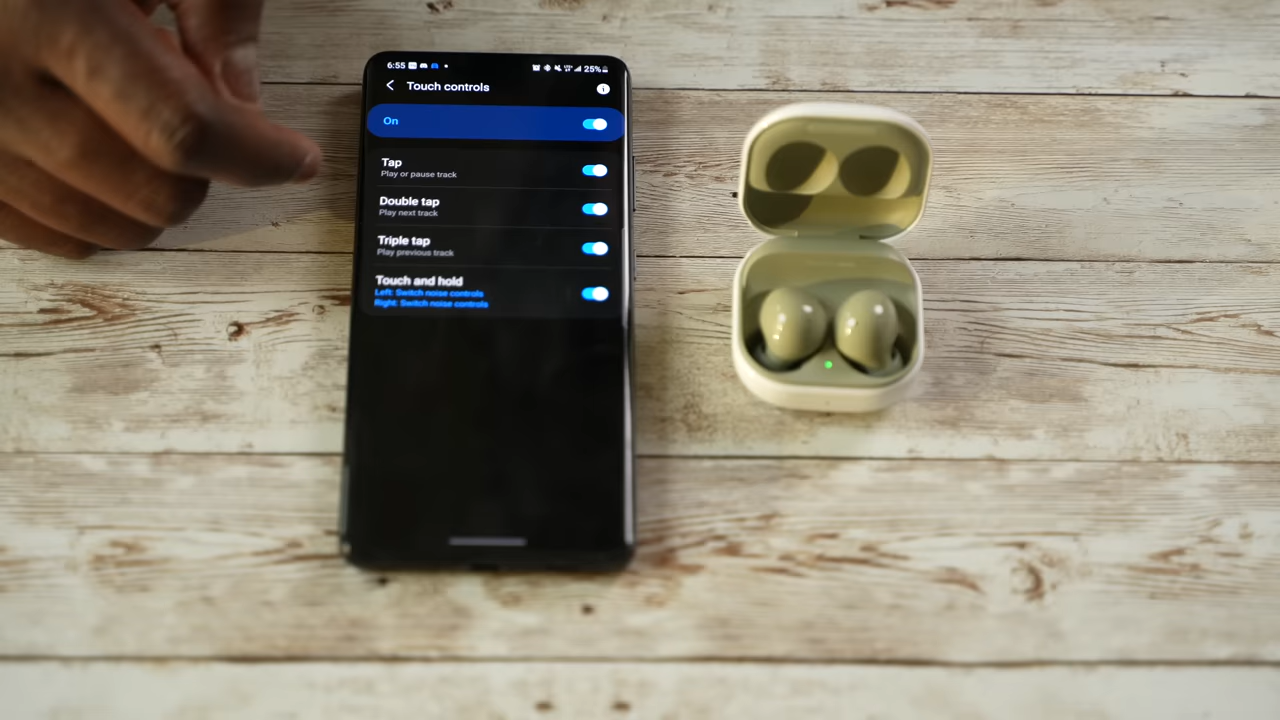 6:55 25%
Touch controls
On
Tap
Play or pause track
Double tap
Play next track
Triple tap
Play previous track
Touch and hold
Left: Switch noise controls
Right: Switch noise controls